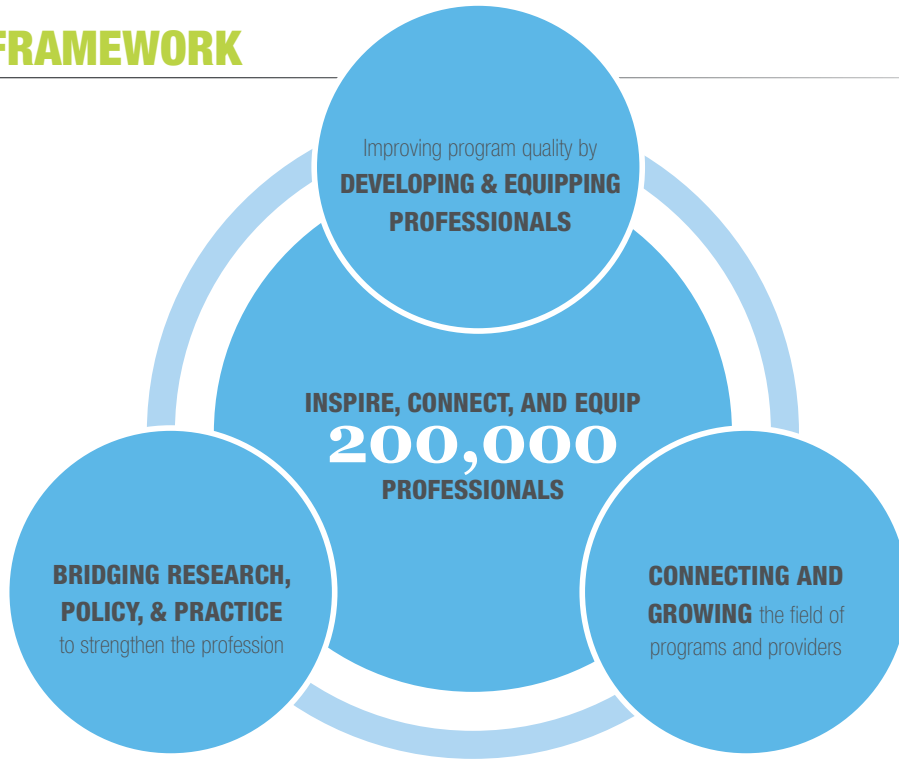 FRAMEWORK
Improving program quality by
DEVELOPING & EQUIPPING
PROFESSIONALS
INSPIRE, CONNECT, AND EQUIP
200,000
PROFESSIONALS
BRIDGING RESEARCH,
POLICY, & PRACTICE
to strengthen the profession
CONNECTING AND
GROWING the field of
programs and providers